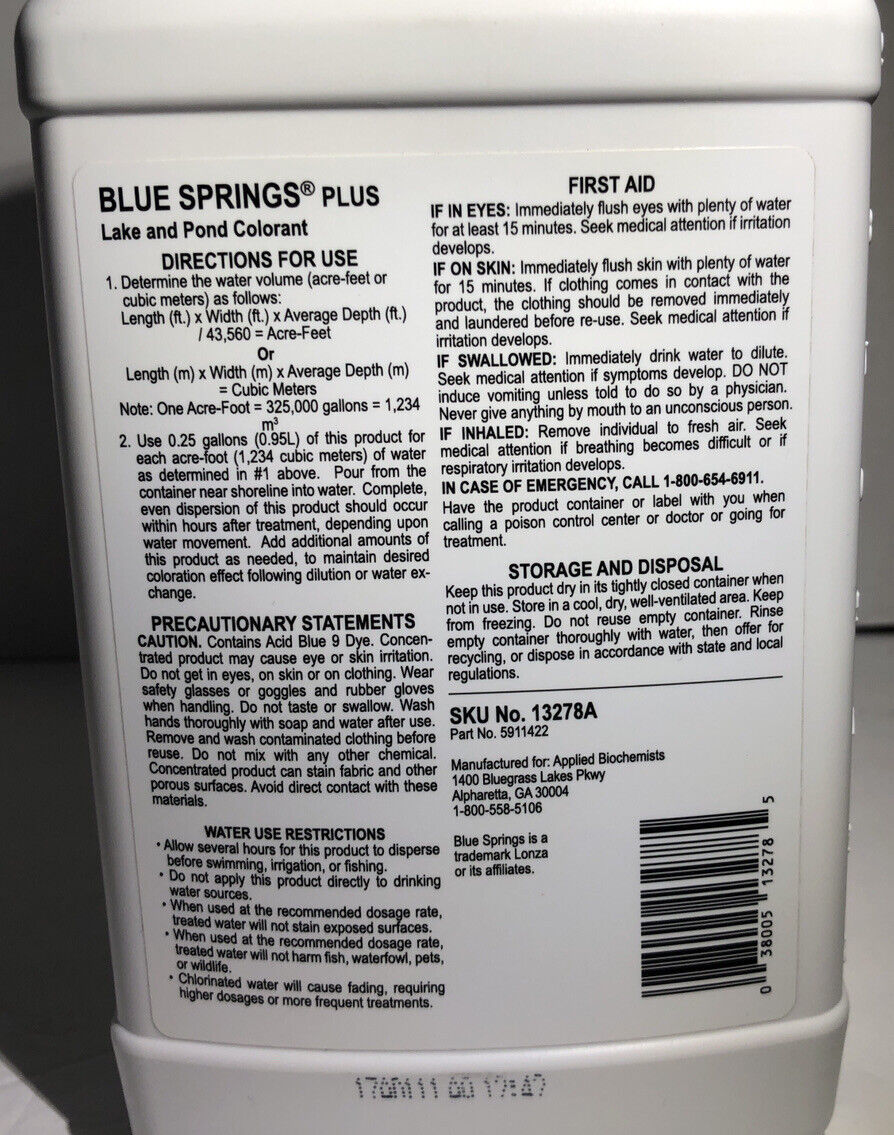 BLUE SPRINGS® PLUS
Lake and Pond Colorant
DIRECTIONS FOR USE
1. Determine the water volume (acre-feet or
cubic meters) as follows:
Length (ft.) x Width (ft.) x Average Depth (ft.)
/ 43,560 = Acre-Feet
Or
Length (m) x Width (m) x Average Depth (m)
= Cubic Meters
Note: One Acre-Foot = 325,000 gallons = 1,234
m³
2. Use 0.25 gallons (0.95L) of this product for
each acre-foot (1,234 cubic meters) of water
as determined in #1 above. Pour from the
container near shoreline into water. Complete,
even dispersion of this product should occur
within hours after treatment, depending upon
water movement. Add additional amounts of
this product as needed, to maintain desired
coloration effect following dilution or water ex-
change.
PRECAUTIONARY STATEMENTS
CAUTION. Contains Acid Blue 9 Dye. Concen-
trated product may cause eye or skin irritation.
Do not get in eyes, on skin or on clothing. Wear
safety glasses or goggles and rubber gloves
when handling. Do not taste or swallow. Wash
hands thoroughly with soap and water after use.
Remove and wash contaminated clothing before
reuse. Do not mix with any other chemical.
Concentrated product can stain fabric and other
porous surfaces. Avoid direct contact with these
materials.
WATER USE RESTRICTIONS
• Allow several hours for this product to disperse
before swimming, irrigation, or fishing.
• Do not apply this product directly to drinking
water sources.
• When used at the recommended dosage rate,
treated water will not stain exposed surfaces.
• When used at the recommended dosage rate,
treated water will not harm fish, waterfowl, pets,
or wildlife.
• Chlorinated water will cause fading, requiring
higher dosages or more frequent treatments.
FIRST AID
IF IN EYES: Immediately flush eyes with plenty of water
for at least 15 minutes. Seek medical attention if irritation
develops.
IF ON SKIN: Immediately flush skin with plenty of water
for 15 minutes. If clothing comes in contact with the
product, the clothing should be removed immediately
and laundered before re-use. Seek medical attention if
irritation develops.
IF SWALLOWED: Immediately drink water to dilute.
Seek medical attention if symptoms develop. DO NOT
induce vomiting unless told to do so by a physician.
Never give anything by mouth to an unconscious person.
IF INHALED: Remove individual to fresh air. Seek
medical attention if breathing becomes difficult or if
respiratory irritation develops.
IN CASE OF EMERGENCY, CALL 1-800-654-6911.
Have the product container or label with you when
calling a poison control center or doctor or going for
treatment.
STORAGE AND DISPOSAL
Keep this product dry in its tightly closed container when
not in use. Store in a cool, dry, well-ventilated area. Keep
from freezing. Do not reuse empty container. Rinse
empty container thoroughly with water, then offer for
recycling, or dispose in accordance with state and local
regulations.
SKU No. 13278A
Part No. 5911422
Manufactured for: Applied Biochemists
1400 Bluegrass Lakes Pkwy
Alpharetta, GA 30004
1-800-558-5106
Blue Springs is a
trademark Lonza
or its affiliates.
0 38005 13278 5